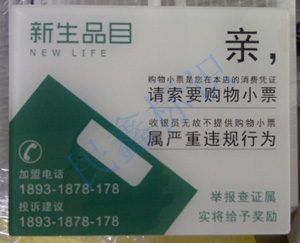 新生品目
NEW LIFE
亲，
购物小票是您在本店的消费凭证
请索要购物小票
收银员无故不提供购物小票
属严重违规行为
加盟电话
1893-1878-178
投诉建议
1893-1878-178
举报查证属
实将给予奖励